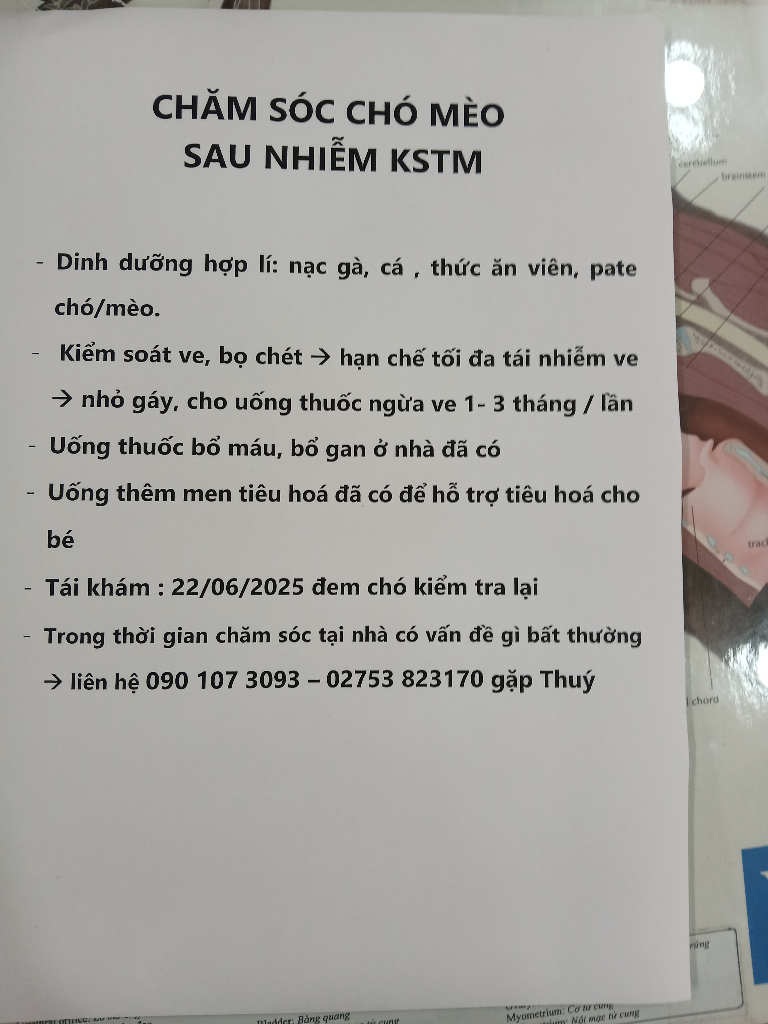 CHĂM SÓC CHÓ MÈO
SAU NHIỄM KSTM
- Dinh dưỡng hợp lí: nạc gà, cá , thức ăn viên, pate
chó/mèo.
- Kiểm soát ve, bọ chét → hạn chế tối đa tái nhiễm ve
→ nhỏ gáy, cho uống thuốc ngừa ve 1- 3 tháng / lần
- Uống thuốc bổ máu, bổ gan ở nhà đã có
- Uống thêm men tiêu hoá đã có để hỗ trợ tiêu hoá cho
bé
- Tái khám : 22/06/2025 đem chó kiểm tra lại
- Trong thời gian chăm sóc tại nhà có vấn đề gì bất thường
→ liên hệ 090 107 3093 – 02753 823170 gặp Thuý
cerebellum
brainstem
chord
Bladder: Bàng quang
Myometrium: Cơ tử cung
Nội mạc tử cung